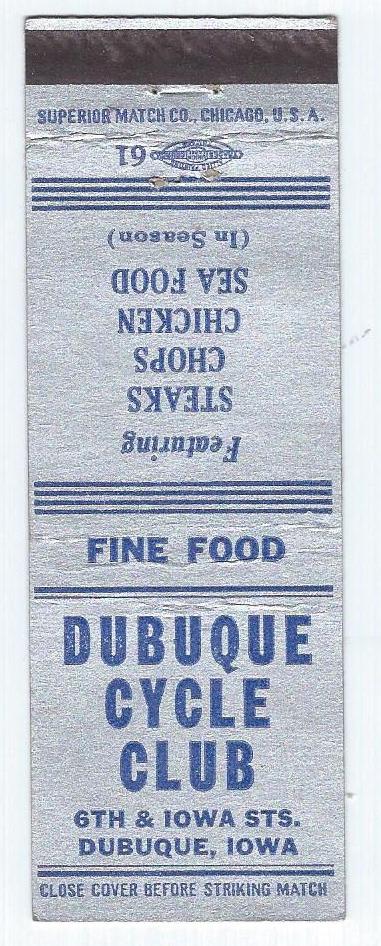 SUPERIOR MATCH CO., CHICAGO, U.S.A.
61
Featuring
STEAKS
CHOPS
CHICKEN
SEA FOOD
(In Season)
FINE FOOD
DUBUQUE
CYCLE
CLUB
6TH & IOWA STS.
DUBUQUE, IOWA
CLOSE COVER BEFORE STRIKING MATCH